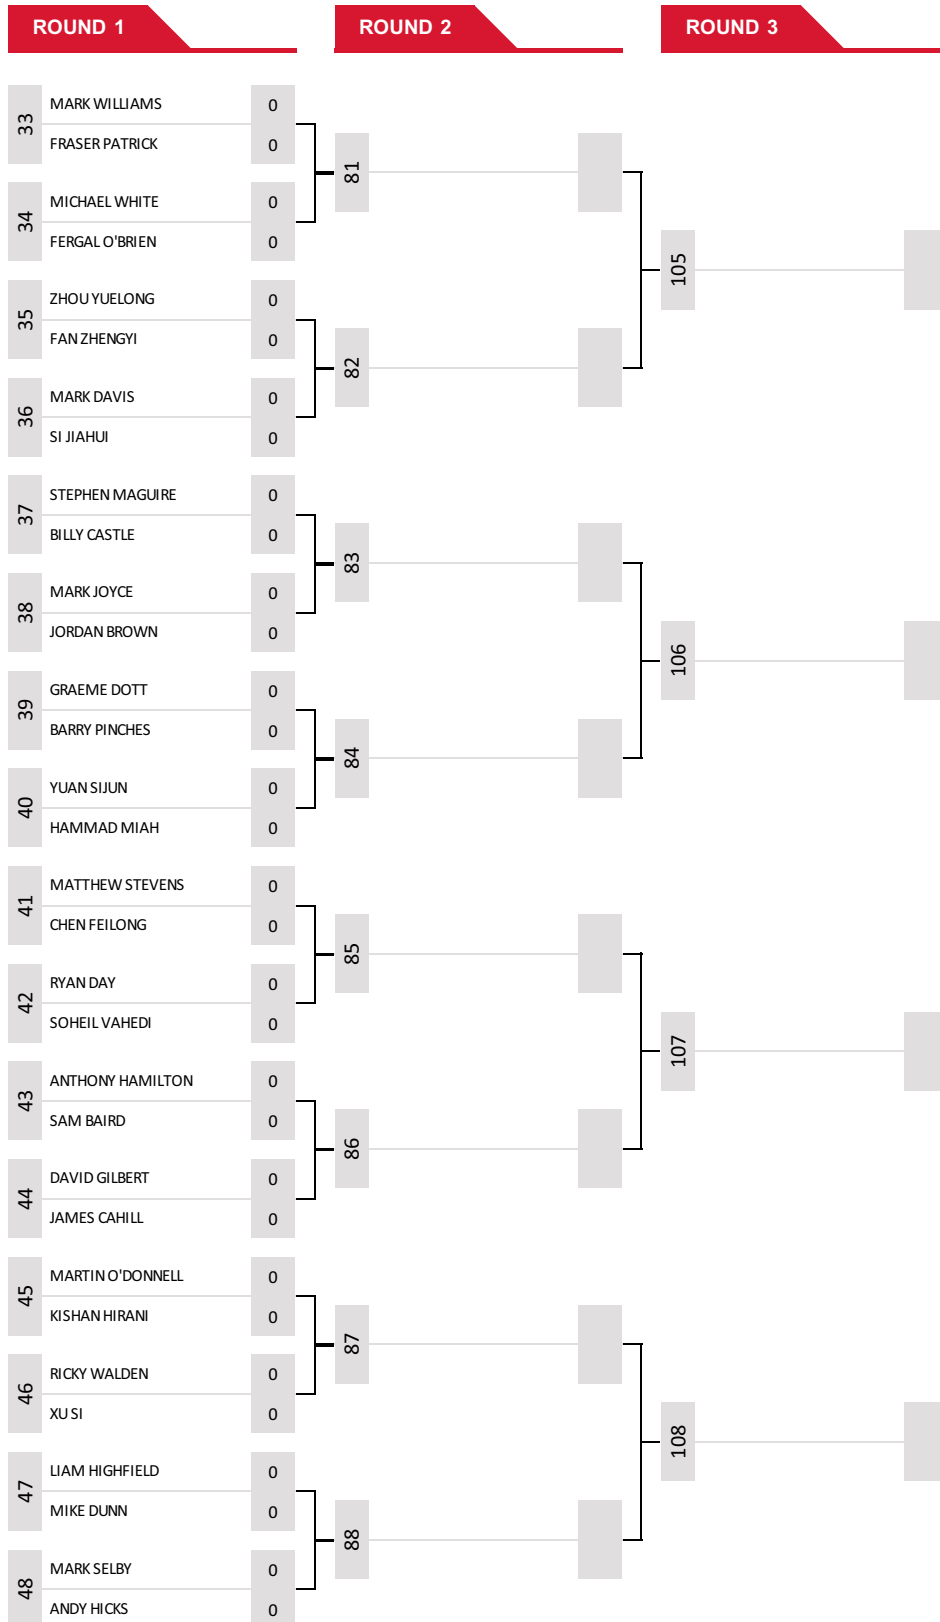 ROUND 1
ROUND 2
ROUND 3
33
MARK WILLIAMS 0
FRASER PATRICK 0
34
MICHAEL WHITE 0
FERGAL O'BRIEN 0
35
ZHOU YUELONG 0
FAN ZHENGYI 0
36
MARK DAVIS 0
SI JIAHUI 0
37
STEPHEN MAGUIRE 0
BILLY CASTLE 0
38
MARK JOYCE 0
JORDAN BROWN 0
39
GRAEME DOTT 0
BARRY PINCHES 0
40
YUAN SIJUN 0
HAMMAD MIAH 0
41
MATTHEW STEVENS 0
CHEN FEILONG 0
42
RYAN DAY 0
SOHEIL VAHEDI 0
43
ANTHONY HAMILTON 0
SAM BAIRD 0
44
DAVID GILBERT 0
JAMES CAHILL 0
45
MARTIN O'DONNELL 0
KISHAN HIRANI 0
46
RICKY WALDEN 0
XU SI 0
47
LIAM HIGHFIELD 0
MIKE DUNN 0
48
MARK SELBY 0
ANDY HICKS 0
81
82
83
84
85
86
87
88
105
106
107
108